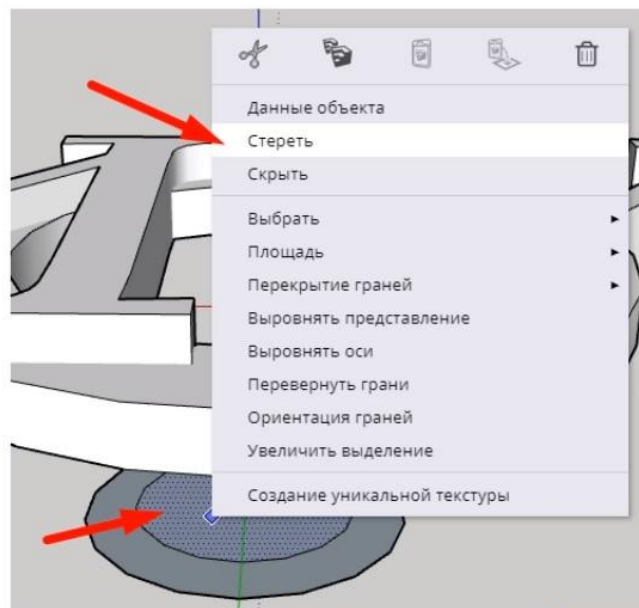 Данные объекта
Стереть
Скрыть
Выбрать
Площадь
Перекрытие граней
Выровнять представление
Выровнять оси
Перевернуть грани
Ориентация граней
Увеличить выделение
Создание уникальной текстуры